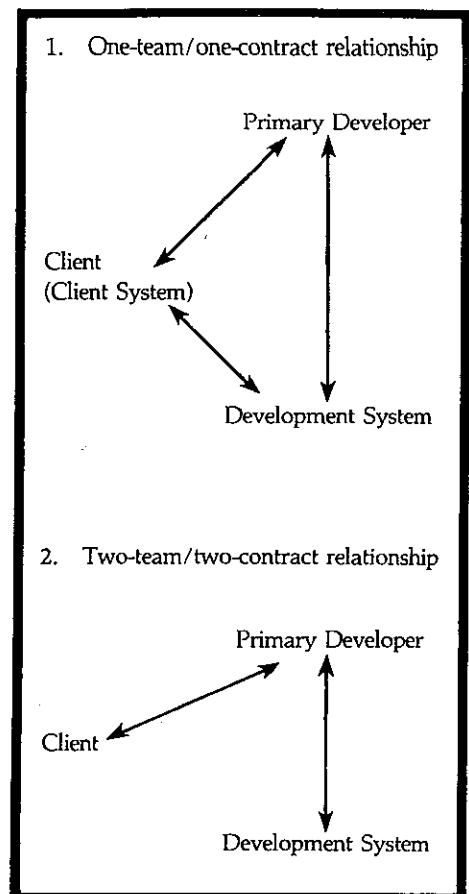 1. One-team/one-contract relationship
Primary Developer
Client
(Client System)
Development System
2. Two-team/two-contract relationship
Primary Developer
Client
Development System